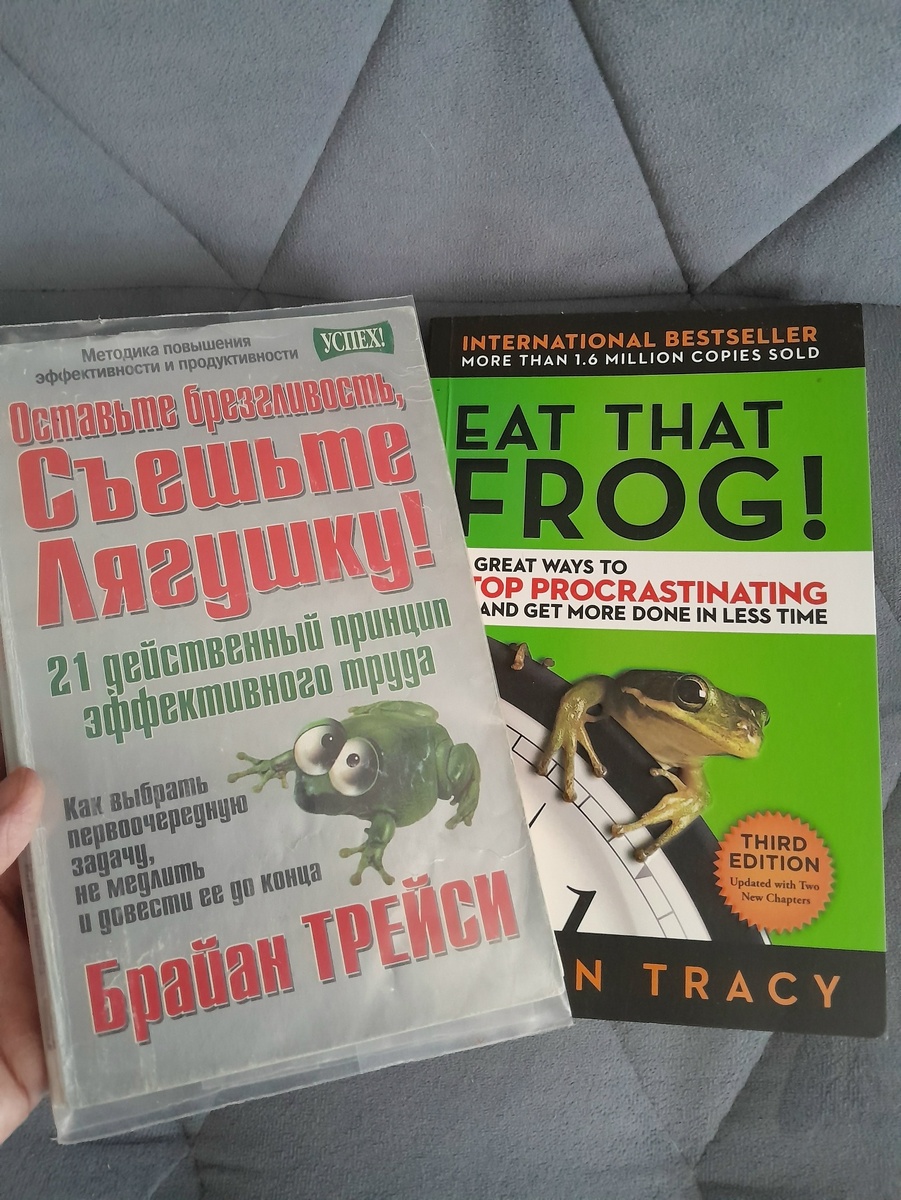 Методика повышения
эффективности и продуктивности
УСПЕХ!
Оставьте брезгливость,
Съешьте
Лягушку!
21 действенный принцип
эффективного труда
Как выбрать
первоочередную
задачу,
не медлить
и довести ее до конца
Брайан ТРЕЙСИ
INTERNATIONAL BESTSELLER
MORE THAN 1.6 MILLION COPIES SOLD
EAT THAT
FROG!
GREAT WAYS TO
TOP PROCRASTINATING
AND GET MORE DONE IN LESS TIME
1
THIRD
EDITION
Updated with Two
New Chapters
N TRACY